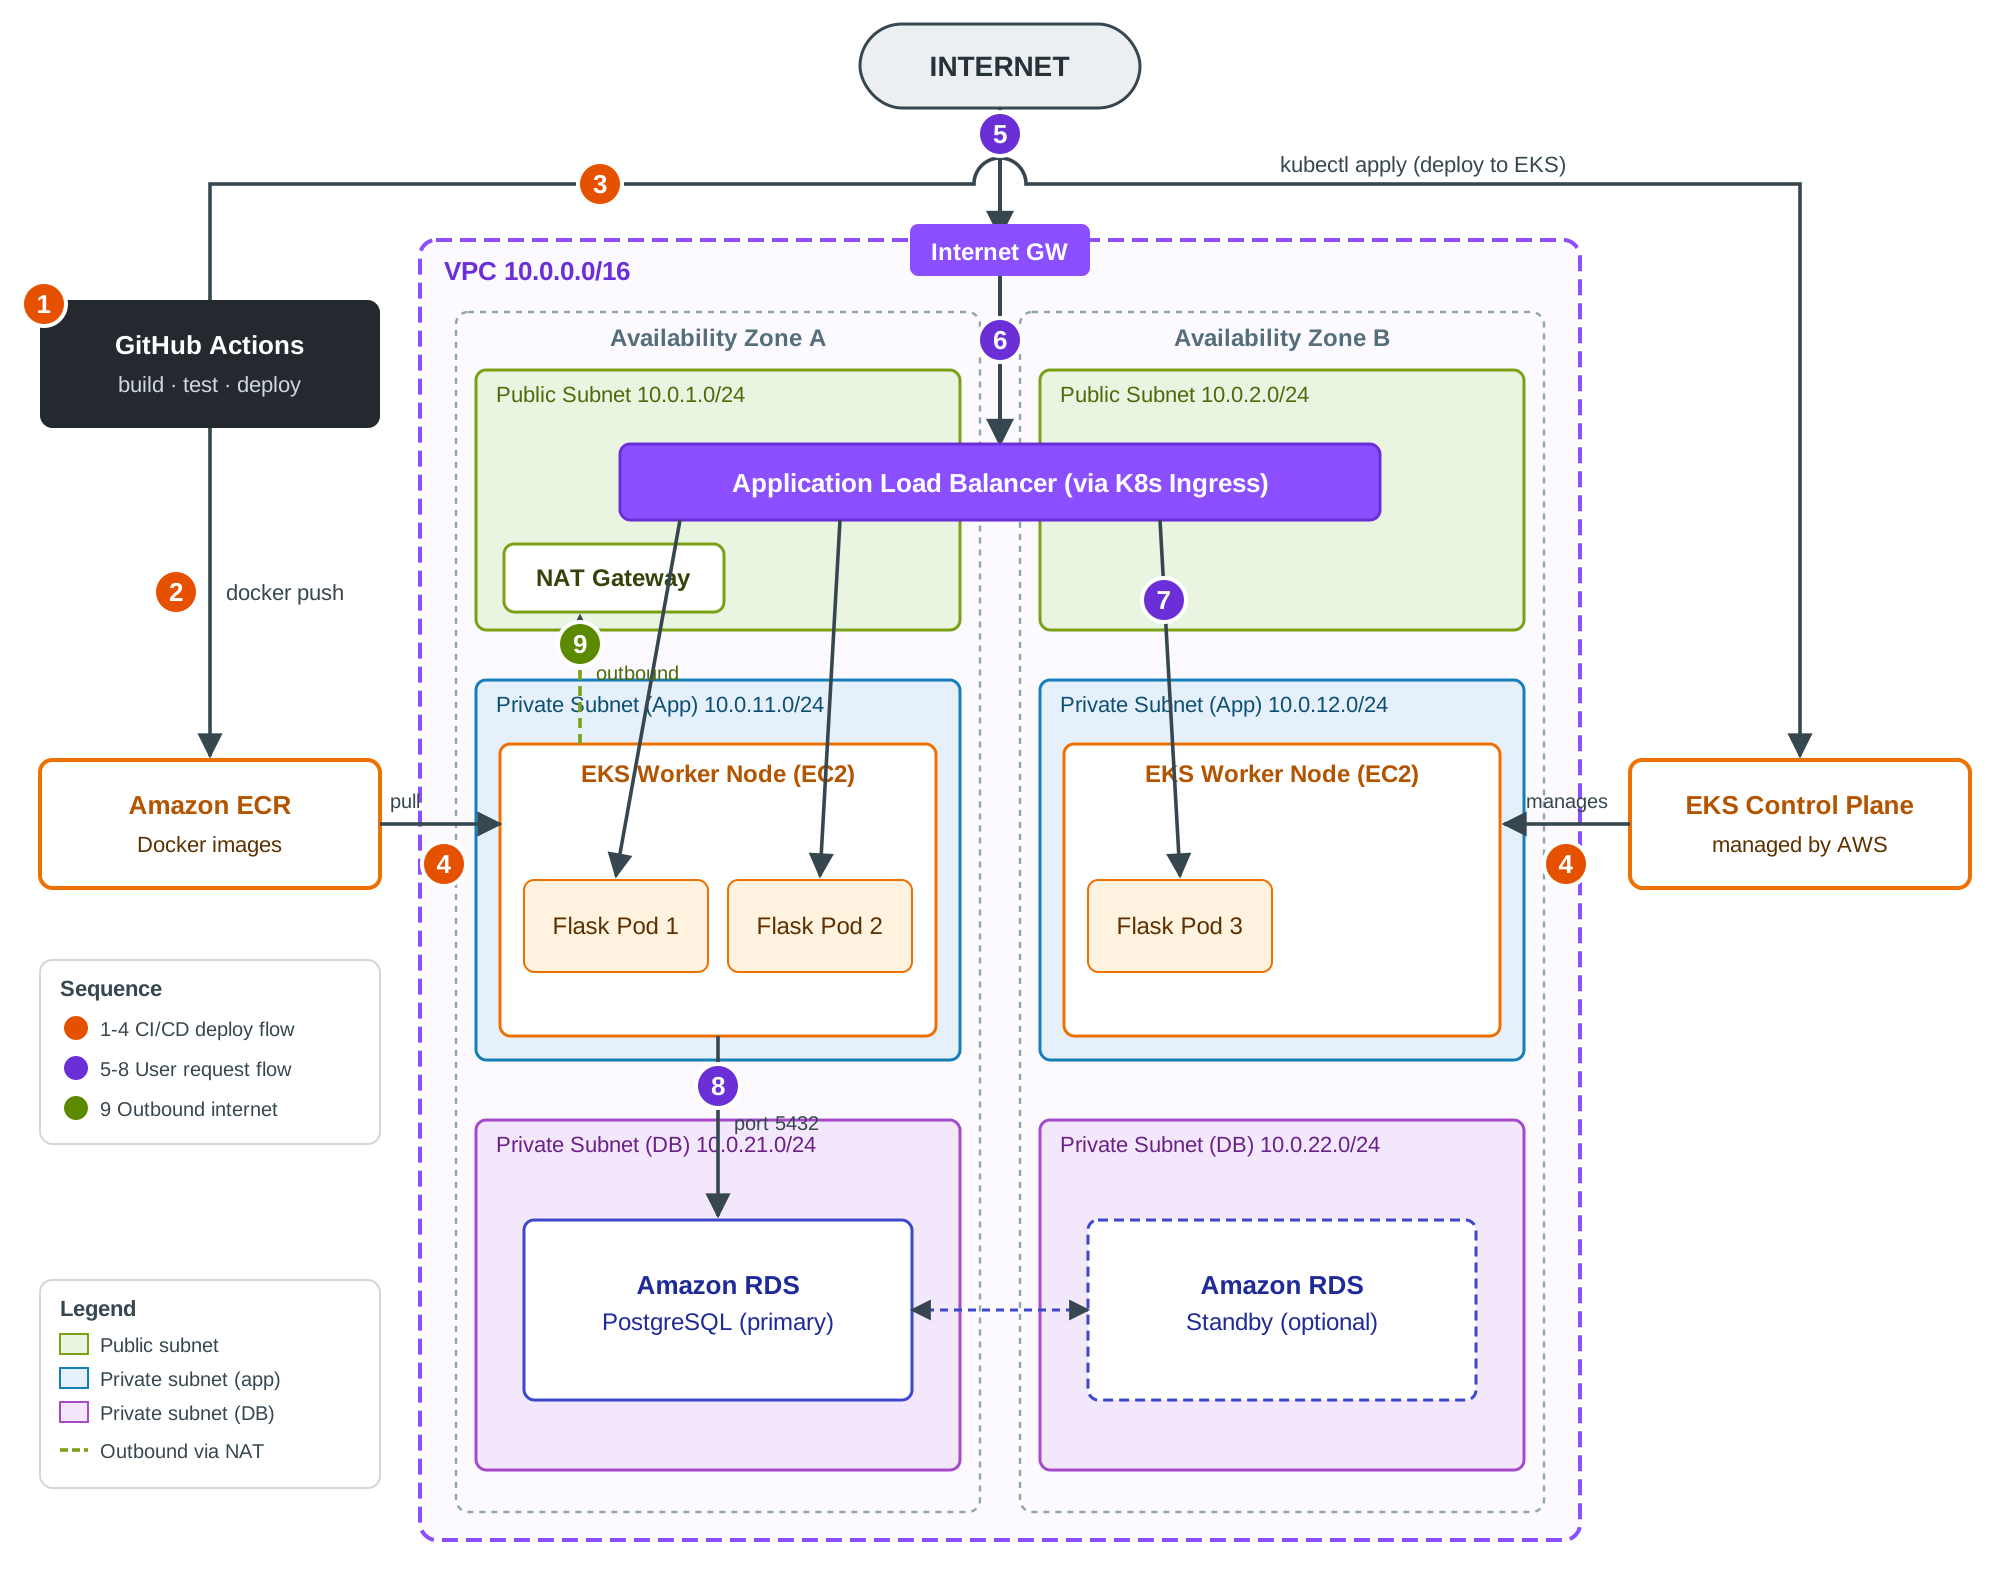 INTERNET
5
3
kubectl apply (deploy to EKS)
Internet GW
VPC 10.0.0.0/16
1
GitHub Actions
build · test · deploy
Availability Zone A
6
Availability Zone B
Public Subnet 10.0.1.0/24
Public Subnet 10.0.2.0/24
Application Load Balancer (via K8s Ingress)
NAT Gateway
2
docker push
7
9
outbound
Private Subnet (App) 10.0.11.0/24
Private Subnet (App) 10.0.12.0/24
EKS Worker Node (EC2)
EKS Worker Node (EC2)
Amazon ECR
Docker images
pull
4
manages
4
EKS Control Plane
managed by AWS
Flask Pod 1
Flask Pod 2
Flask Pod 3
Sequence
1-4 CI/CD deploy flow
5-8 User request flow
9 Outbound internet
8
port 5432
Private Subnet (DB) 10.0.21.0/24
Private Subnet (DB) 10.0.22.0/24
Amazon RDS
PostgreSQL (primary)
Amazon RDS
Standby (optional)
Legend
Public subnet
Private subnet (app)
Private subnet (DB)
Outbound via NAT